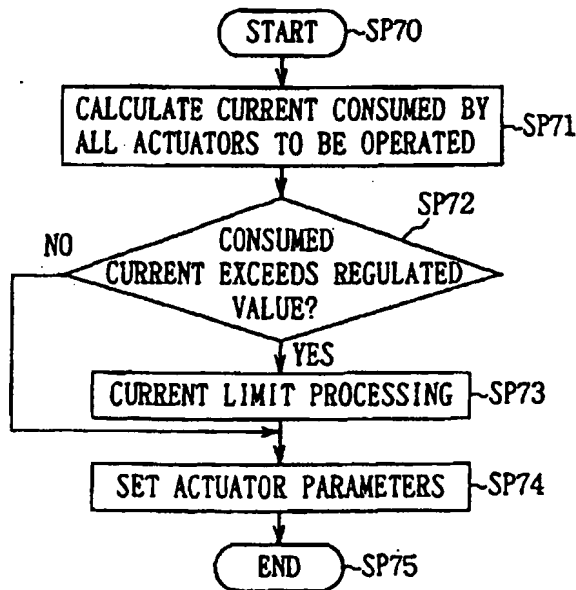 START SP70
CALCULATE CURRENT CONSUMED BY
ALL ACTUATORS TO BE OPERATED SP71
SP72
NO
CONSUMED
CURRENT EXCEEDS REGULATED
VALUE?
YES
CURRENT LIMIT PROCESSING SP73
SET ACTUATOR PARAMETERS SP74
END SP75